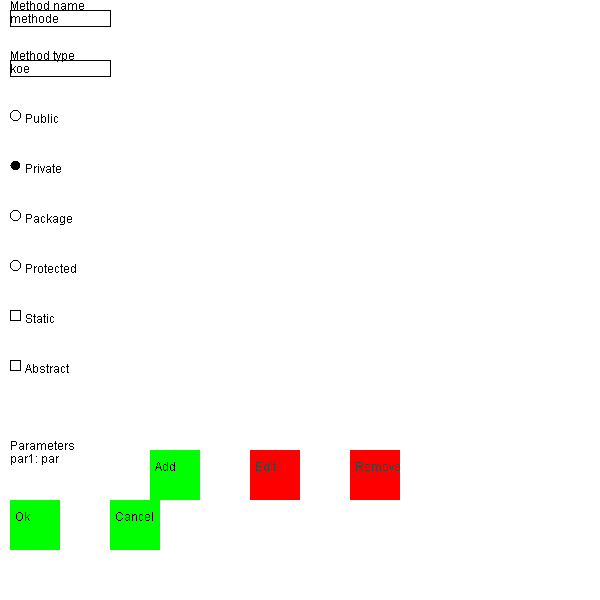 Method name
methode
Method type
koe
Public
Private
Package
Protected
Static
Abstract
Parameters
par1: par
Add
Edit
Remove
Ok
Cancel